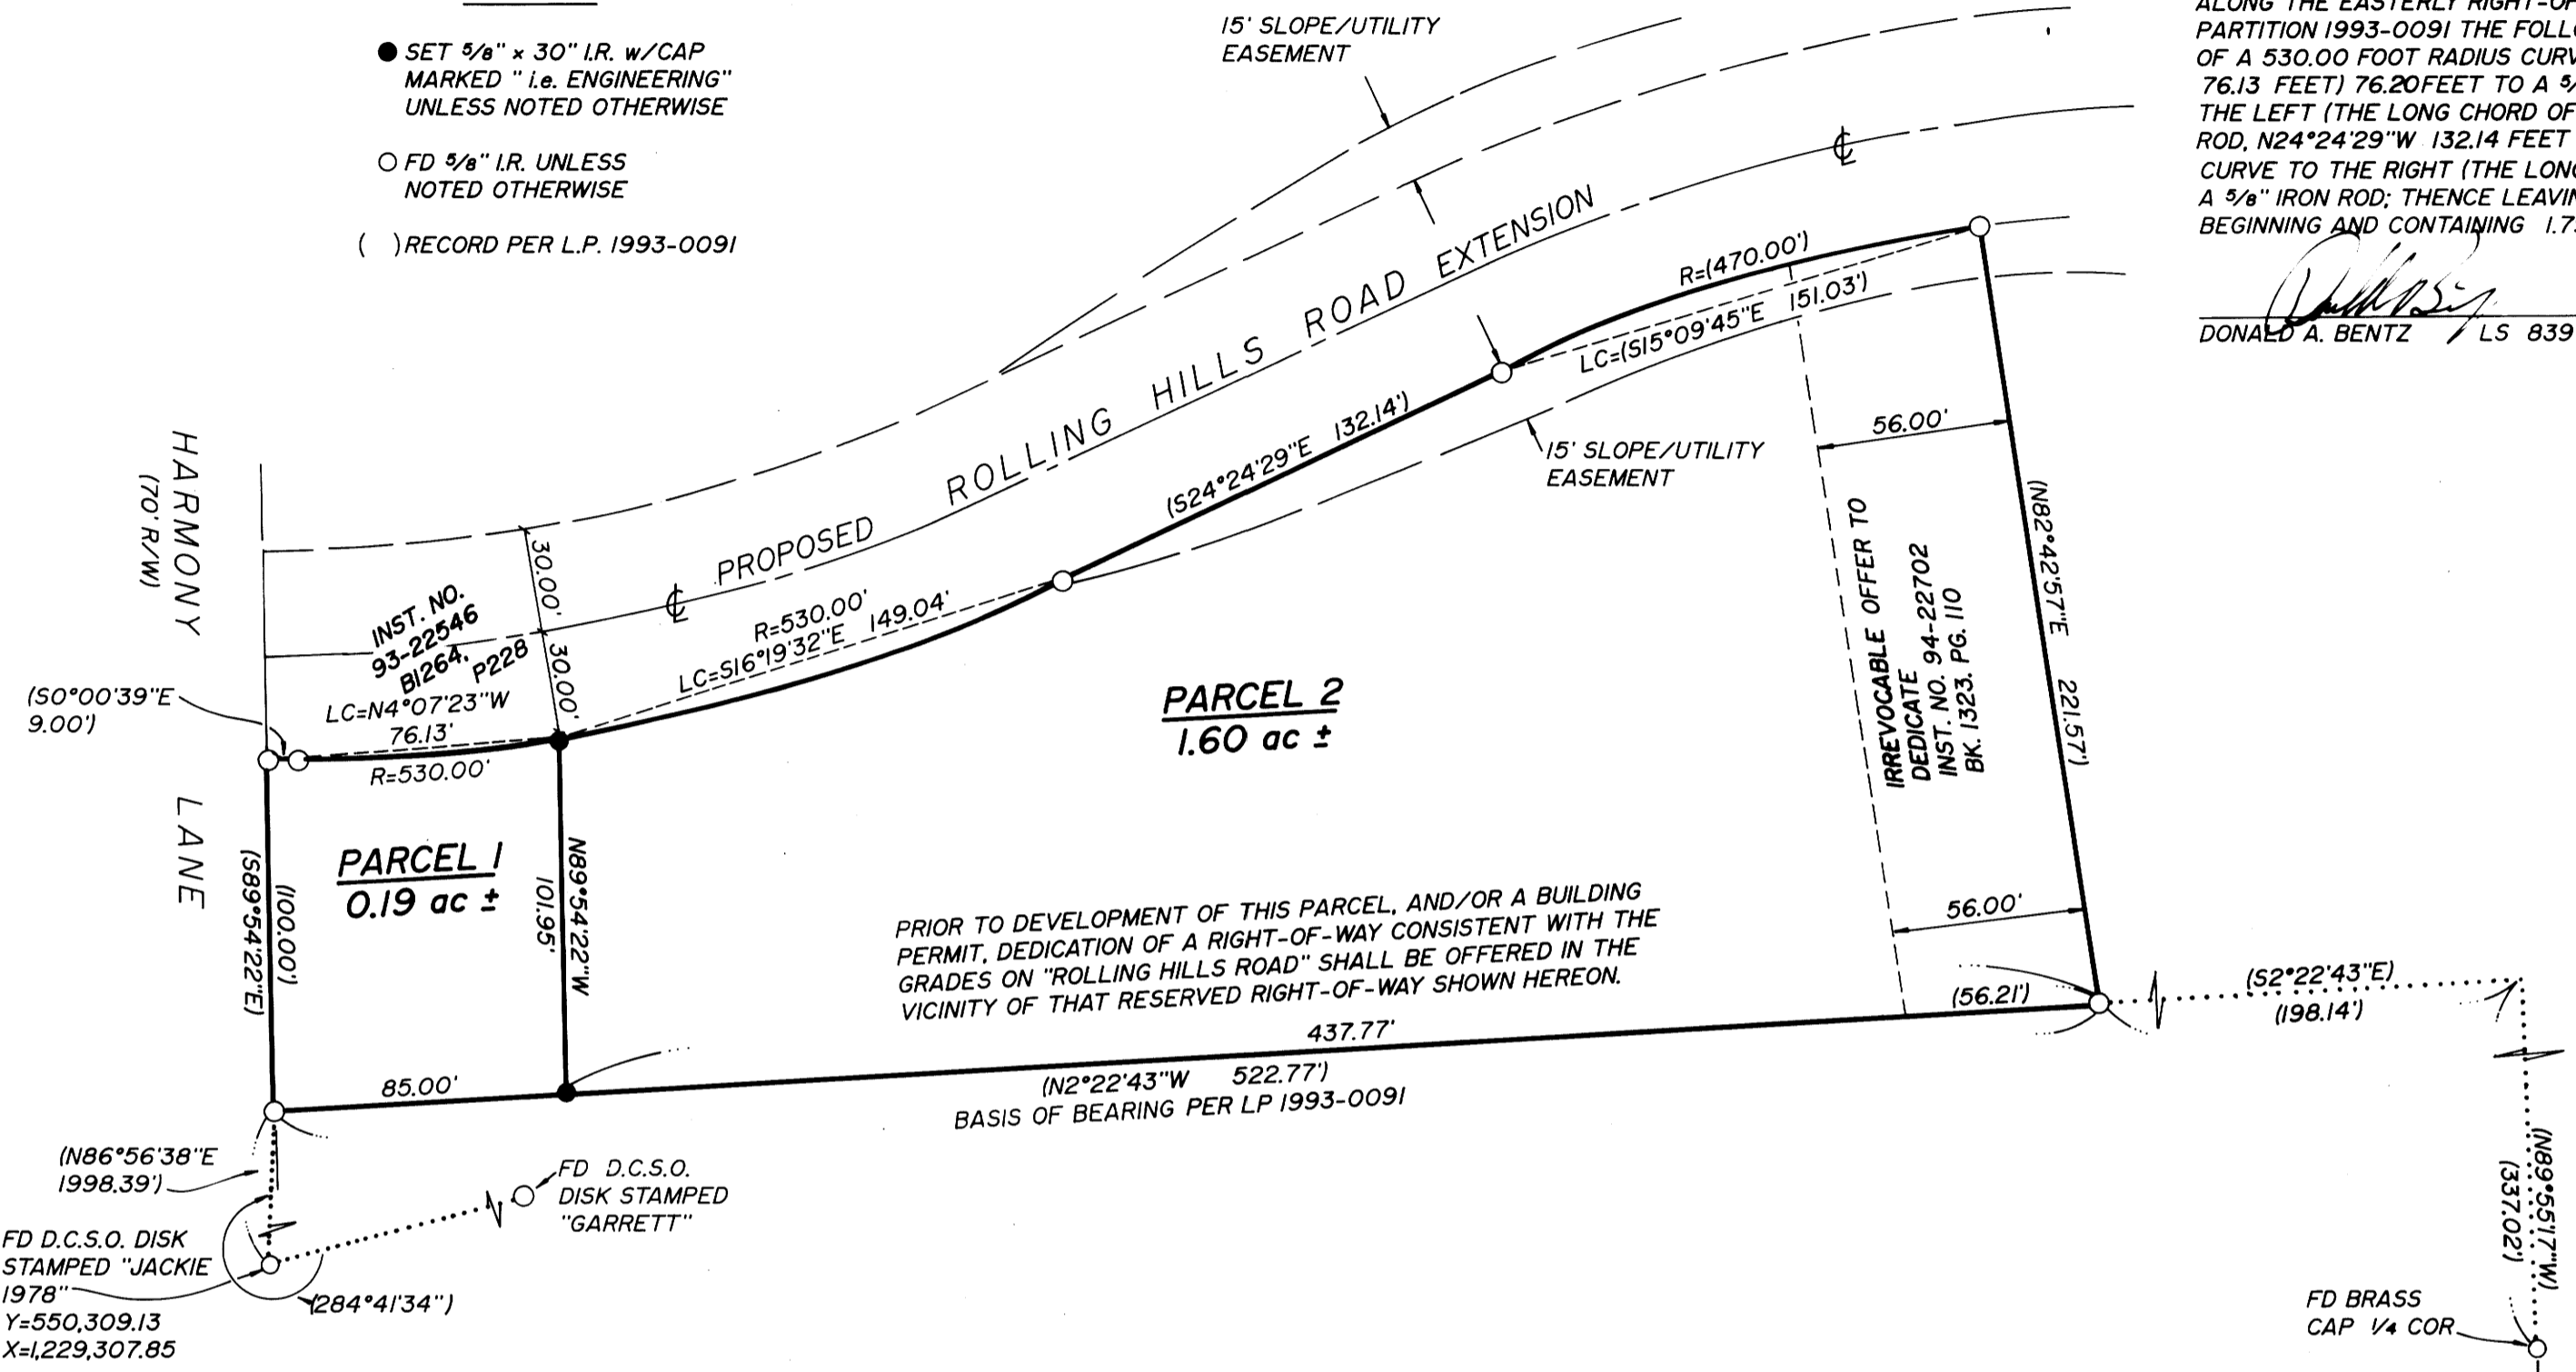 ● SET 5/8" x 30" I.R. w/CAP
MARKED " i.e. ENGINEERING"
UNLESS NOTED OTHERWISE
○ FD 5/8" I.R. UNLESS
NOTED OTHERWISE
( ) RECORD PER L.P. 1993-0091
15' SLOPE/UTILITY
EASEMENT
ALONG THE EASTERLY RIGHT-OF
PARTITION 1993-0091 THE FOLL
OF A 530.00 FOOT RADIUS CURV
76.13 FEET) 76.20FEET TO A 5/
THE LEFT (THE LONG CHORD OF
ROD, N24°24'29"W 132.14 FEET
CURVE TO THE RIGHT (THE LON
A 5/8" IRON ROD; THENCE LEAVIN
BEGINNING AND CONTAINING 1.7
DONALD A. BENTZ LS 839
PROPOSED ROLLING HILLS ROAD EXTENSION
℄
℄
R=(470.00')
LC=(S15°09'45"E 151.03')
(S24°24'29"E 132.14')
15' SLOPE/UTILITY
EASEMENT
56.00'
HARMONY LANE
(70' R/W)
30.00'
30.00'
INST. NO.
93-22546
B1264, P228
R=530.00'
LC=S16°19'32"E 149.04'
(S0°00'39"E
9.00')
LC=N4°07'23"W
76.13'
R=530.00'
PARCEL 2
1.60 ac ±
IRREVOCABLE OFFER TO
DEDICATE
INST. NO. 94-22702
BK. 1323, PG. 110
(N82°42'57"E 221.57')
PARCEL 1
0.19 ac ±
(S89°54'22"E)
(100.00')
N89°54'22"W
101.95'
PRIOR TO DEVELOPMENT OF THIS PARCEL, AND/OR A BUILDING
PERMIT, DEDICATION OF A RIGHT-OF-WAY CONSISTENT WITH THE
GRADES ON "ROLLING HILLS ROAD" SHALL BE OFFERED IN THE
VICINITY OF THAT RESERVED RIGHT-OF-WAY SHOWN HEREON.
56.00'
(56.21')
(S2°22'43"E)
(198.14')
437.77'
85.00'
(N2°22'43"W 522.77')
BASIS OF BEARING PER LP 1993-0091
(N86°56'38"E
1998.39')
FD D.C.S.O.
DISK STAMPED
"GARRETT"
FD D.C.S.O. DISK
STAMPED "JACKIE
1978"
Y=550,309.13
X=1,229,307.85
(284°41'34")
(N89°55'17"W)
(337.02')
FD BRASS
CAP 1/4 COR